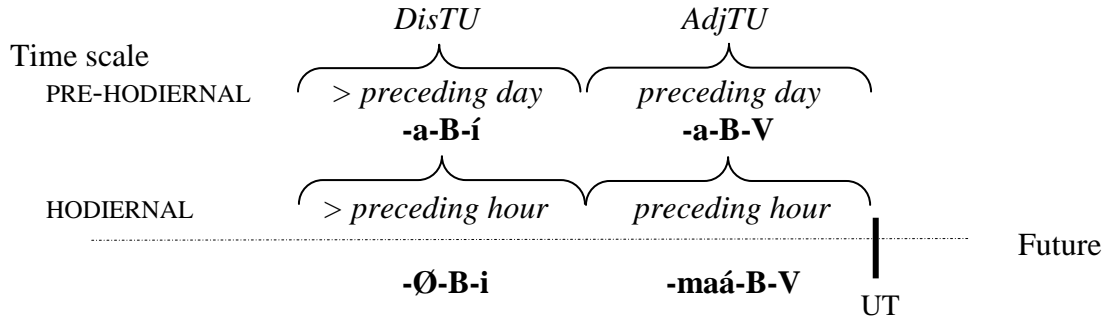 DisTU AdjTU
Time scale
PRE-HODIERNAL > preceding day preceding day
-a-B-í -a-B-V
HODIERNAL > preceding hour preceding hour
Future
-Ø-B-i -maá-B-V
UT